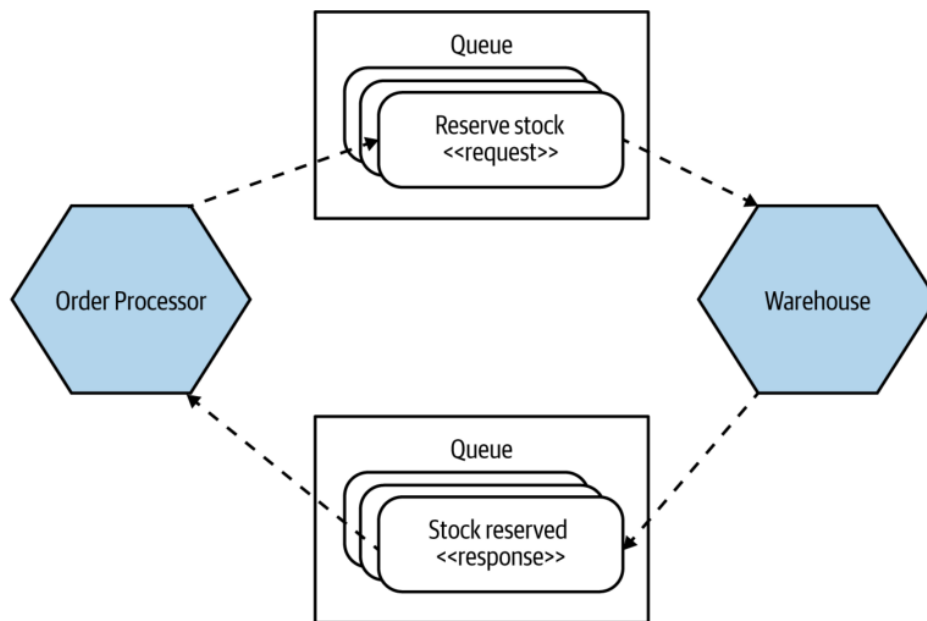 Queue
Reserve stock
<<request>>
Order Processor
Warehouse
Queue
Stock reserved
<<response>>